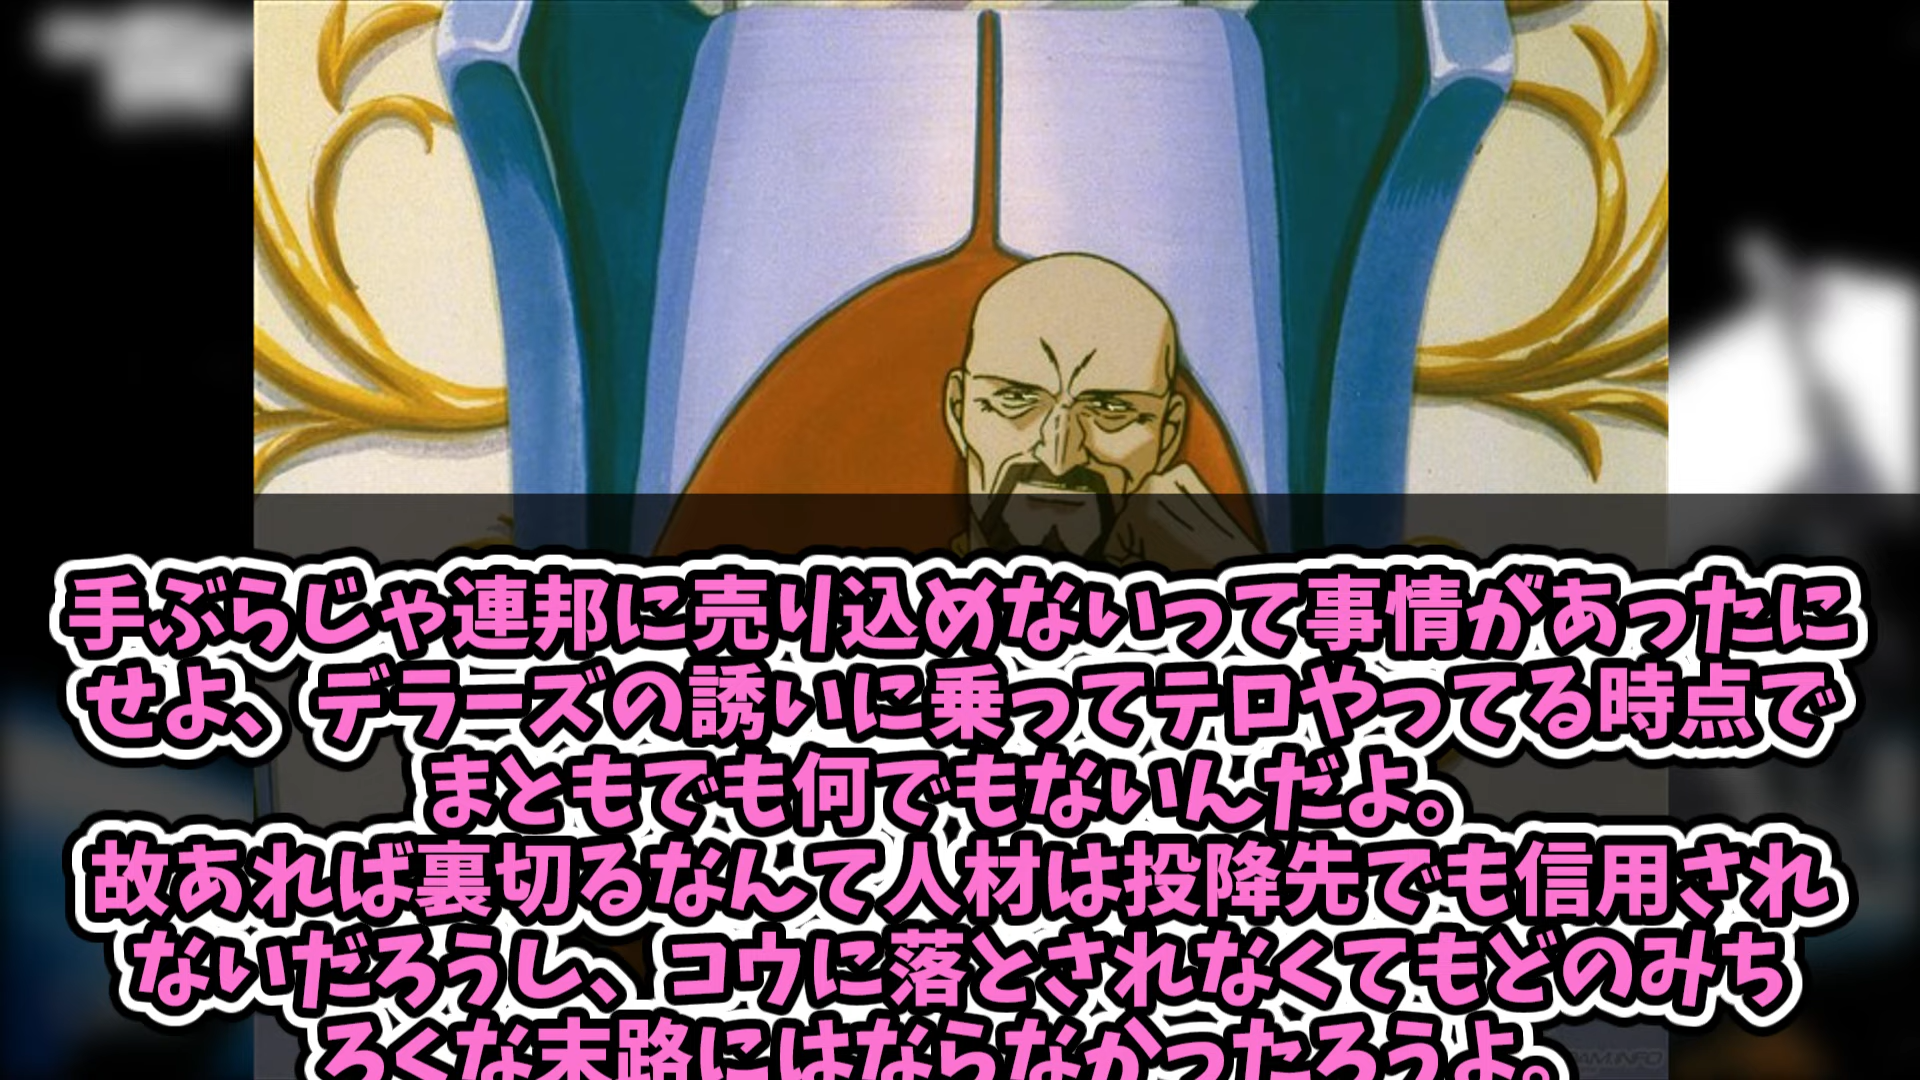 手ぶらじゃ連邦に売り込めないって事情があったに
せよ、デラーズの誘いに乗ってテロやってる時点で
まともでも何でもないんだよ。
故あれば裏切るなんて人材は投降先でも信用され
ないだろうし、コウに落とされなくてもどのみち
ろくな末路にはならなかったろうよ。